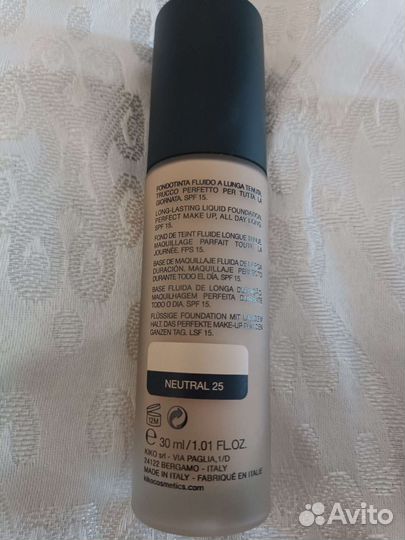 FONDOTINTA FLUIDO A LUNGA TENUTA.
TRUCCO PERFETTO PER TUTTA LA
GIORNATA. SPF 15.
LONG-LASTING LIQUID FOUNDATION.
PERFECT MAKE UP, ALL DAY LONG.
SPF 15.
FOND DE TEINT FLUIDE LONGUE TENUE.
MAQUILLAGE PARFAIT TOUTE LA
JOURNÉE. FPS 15.
BASE DE MAQUILLAJE FLUIDA DE LARGA
DURACIÓN. MAQUILLAJE PERFECTO
DURANTE TODO EL DÍA. SPF 15.
BASE FLUIDA DE LONGA DURAÇÃO.
MAQUILHAGEM PERFEITA DURANTE
TODO O DIA. SPF 15.
FLÜSSIGE FOUNDATION MIT LANGEM
HALT. DAS PERFEKTE MAKE-UP FÜR DEN
GANZEN TAG. LSF 15.
NEUTRAL 25
12M
e 30 ml/1.01 FL.OZ.
KIKO srl - VIA PAGLIA,1/D
24122 BERGAMO - ITALY
MADE IN ITALY - FABRIQUÉ EN ITALIE
kikocosmetics.com
Avito